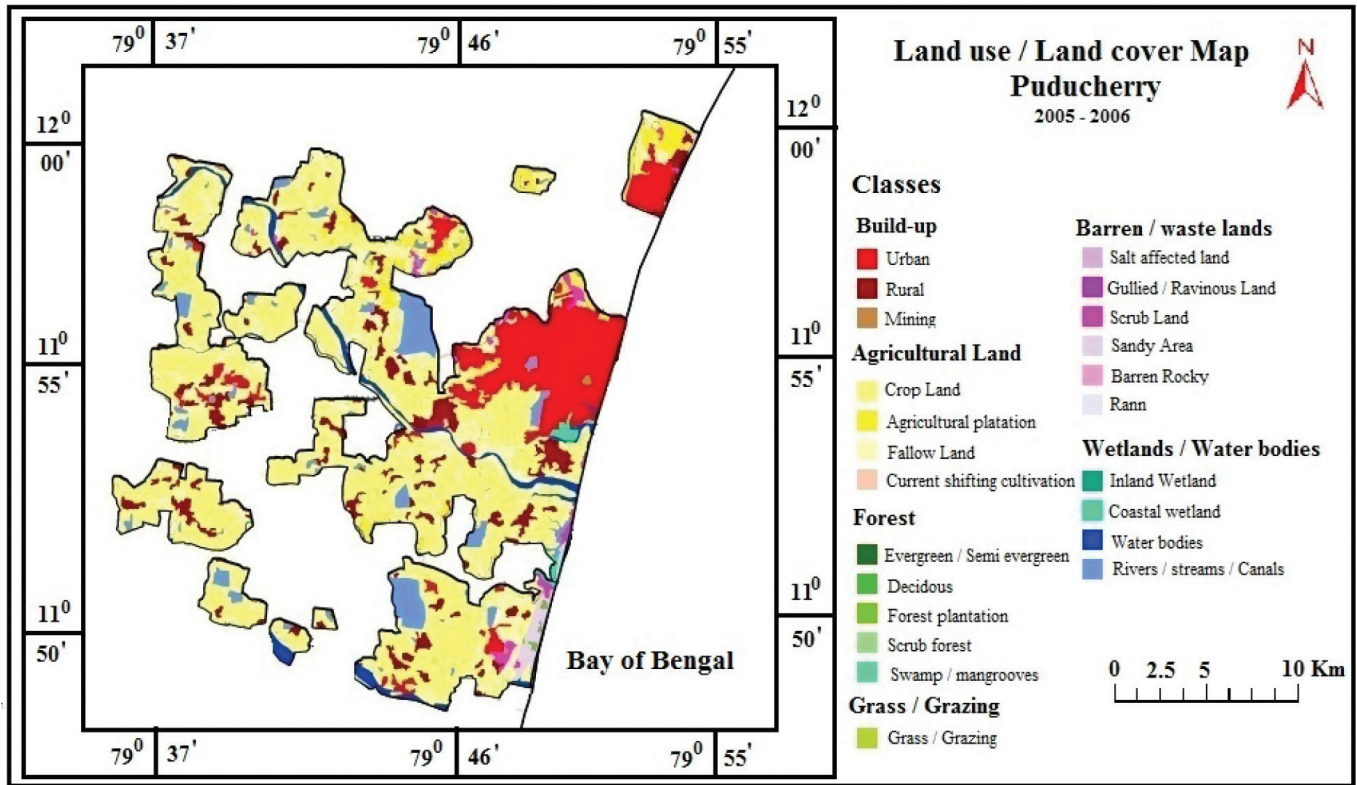 79⁰ 37' 79⁰ 46' 79⁰ 55'
12⁰ 00' 12⁰ 00'
11⁰ 55' 11⁰ 55'
11⁰ 50' 11⁰ 50'
Bay of Bengal
79⁰ 37' 79⁰ 46' 79⁰ 55'
Land use / Land cover Map
Puducherry
2005 - 2006
N
Classes
Build-up
Urban
Rural
Mining
Agricultural Land
Crop Land
Agricultural platation
Fallow Land
Current shifting cultivation
Forest
Evergreen / Semi evergreen
Decidous
Forest plantation
Scrub forest
Swamp / mangrooves
Grass / Grazing
Grass / Grazing
Barren / waste lands
Salt affected land
Gullied / Ravinous Land
Scrub Land
Sandy Area
Barren Rocky
Rann
Wetlands / Water bodies
Inland Wetland
Coastal wetland
Water bodies
Rivers / streams / Canals
0 2.5 5 10 Km